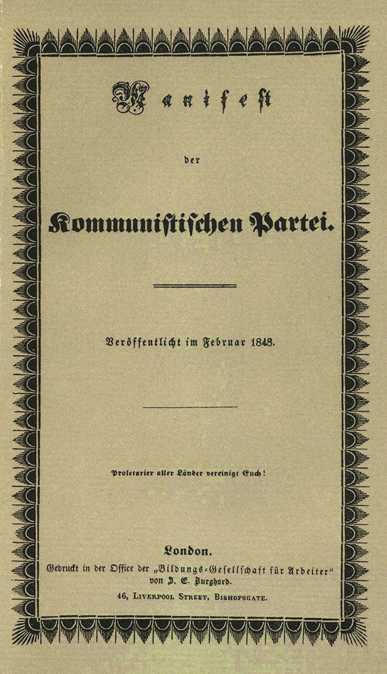 Manifest
der
Kommunistischen Partei.
Veröffentlicht im Februar 1848.
Proletarier aller Länder vereinigt Euch!
London.
Gedruckt in der Office der „Bildungs-Gesellschaft für Arbeiter“
von J. E. Burghard.
46, LIVERPOOL STREET, BISHOPSGATE.